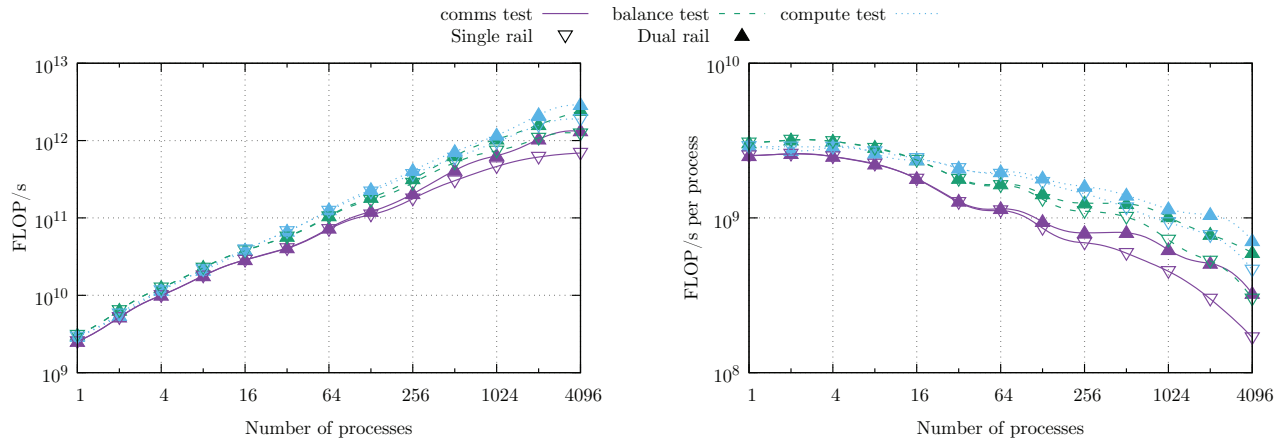 comms test balance test compute test
Single rail Dual rail
FLOP/s
10^13
10^12
10^11
10^10
10^9
1 4 16 64 256 1024 4096
Number of processes
FLOP/s per process
10^10
10^9
10^8
1 4 16 64 256 1024 4096
Number of processes